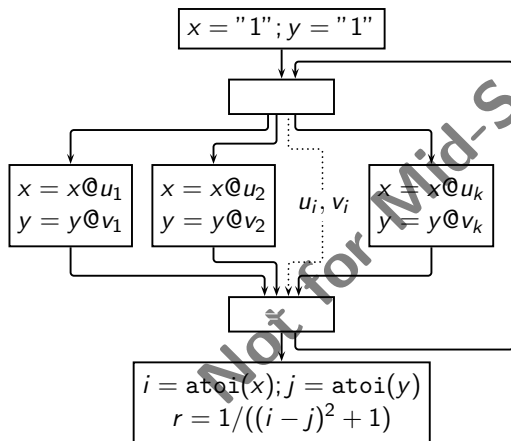 x = "1"; y = "1"
x = x@u₁
y = y@v₁
x = x@u₂
y = y@v₂
uᵢ, vᵢ
x = x@uₖ
y = y@vₖ
i = atoi(x); j = atoi(y)
r = 1/((i − j)² + 1)
Not for Mid-S